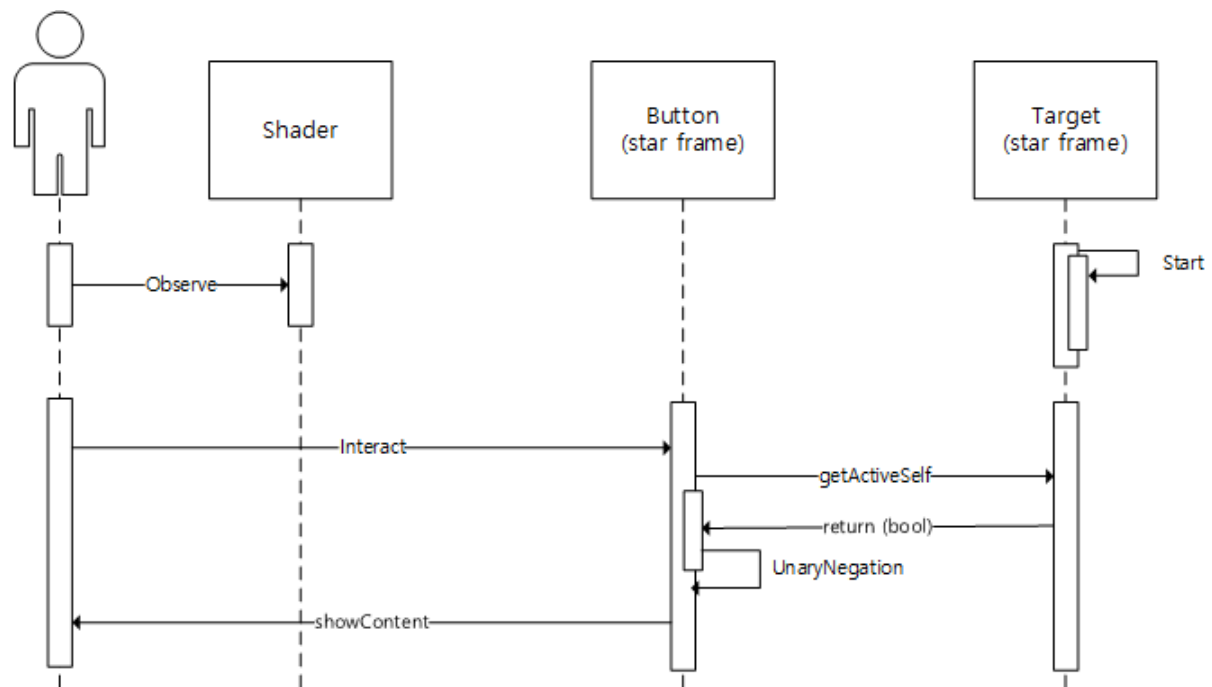 Shader
Button
(star frame)
Target
(star frame)
Observe
Start
Interact
getActiveSelf
return (bool)
UnaryNegation
showContent